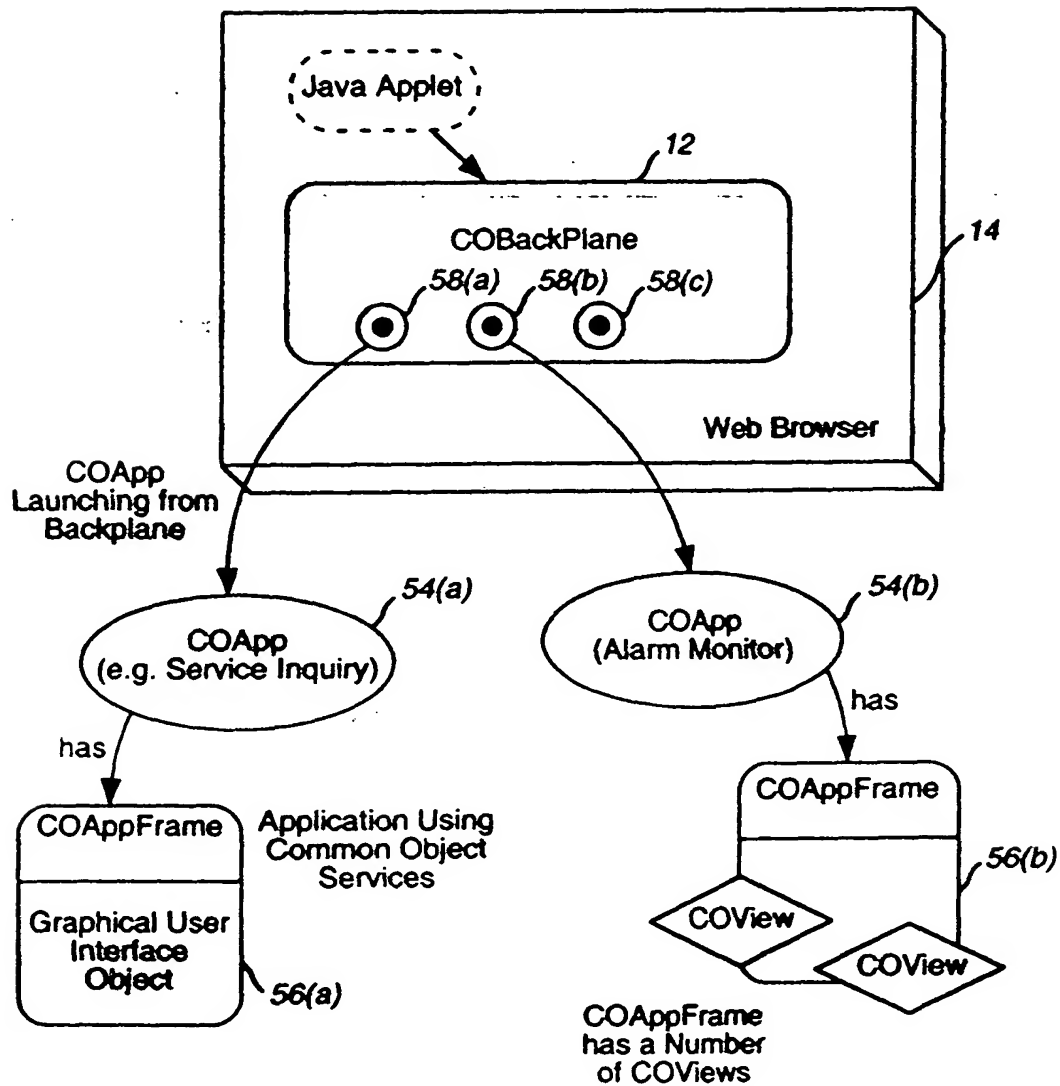 Java Applet
12
COBackPlane
14
58(a)
58(b)
58(c)
Web Browser
COApp
Launching from
Backplane
54(a)
54(b)
COApp
(e.g. Service Inquiry)
COApp
(Alarm Monitor)
has
has
COAppFrame
Application Using
Common Object
Services
COAppFrame
56(b)
Graphical User
Interface
Object
COView
COView
56(a)
COAppFrame
has a Number
of COViews